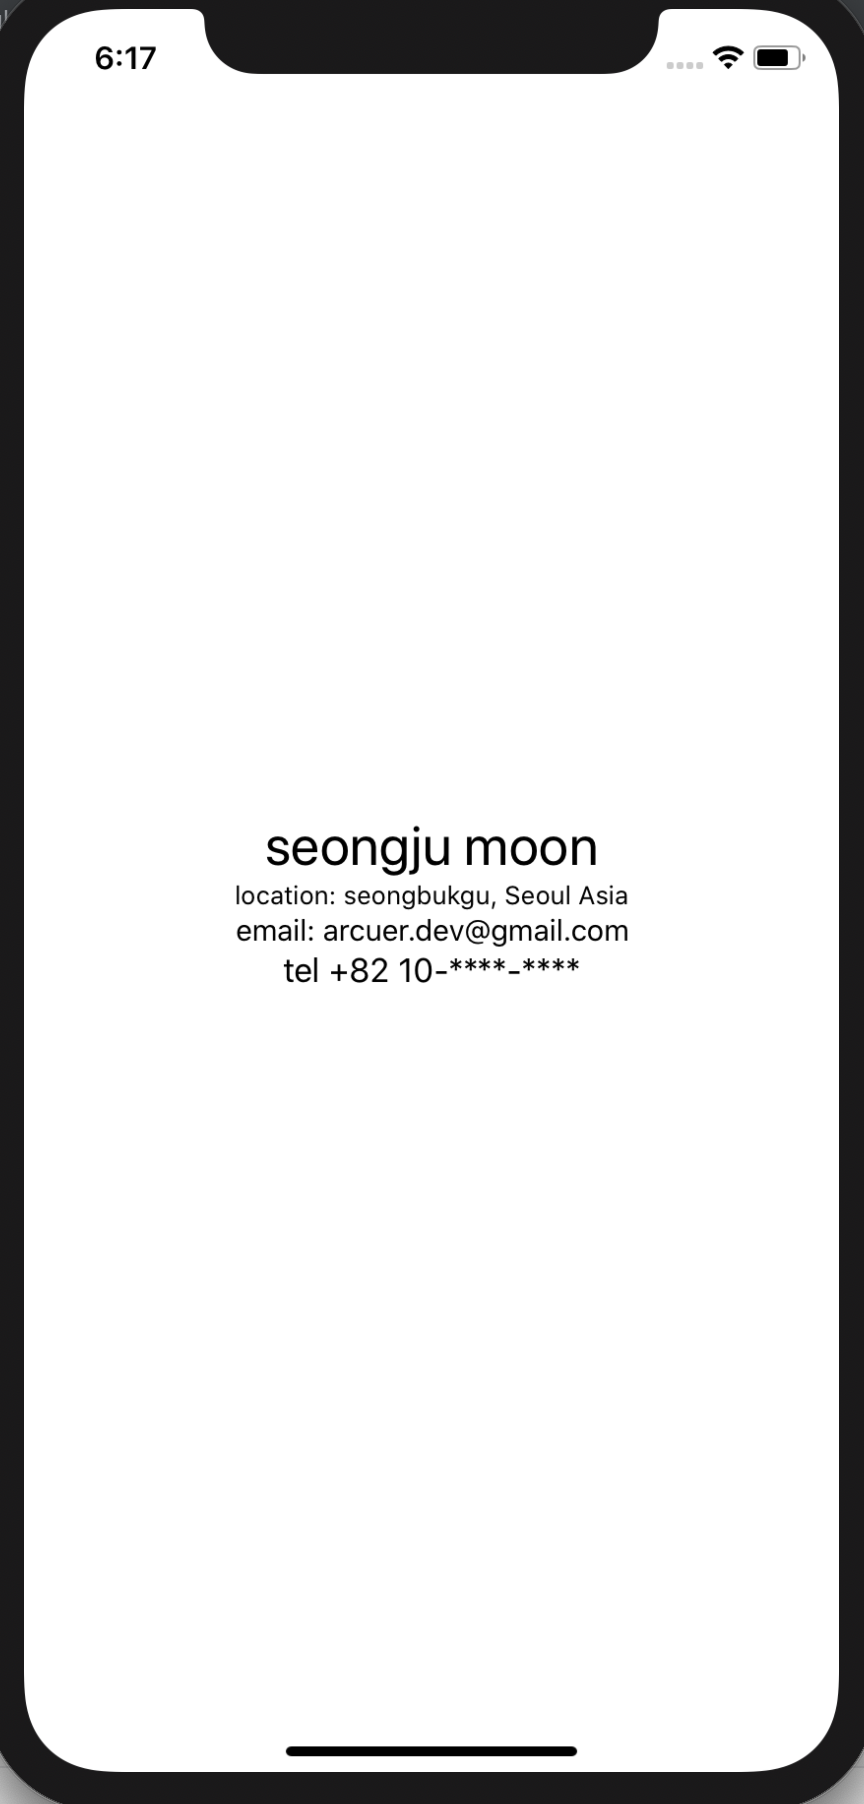 6:17
seongju moon
location: seongbukgu, Seoul Asia
email: arcuer.dev@gmail.com
tel +82 10-****-****